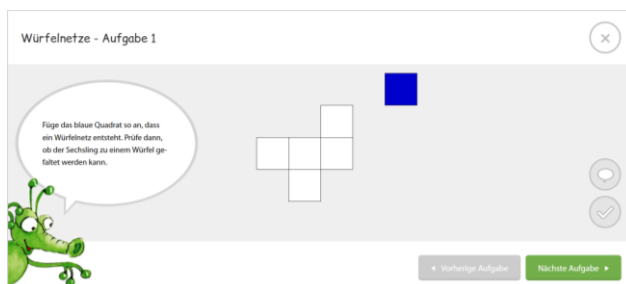 Würfelnetze - Aufgabe 1
Füge das blaue Quadrat so an, dass
ein Würfelnetz entsteht. Prüfe dann,
ob der Sechsling zu einem Würfel ge-
faltet werden kann.
Vorherige Aufgabe
Nächste Aufgabe